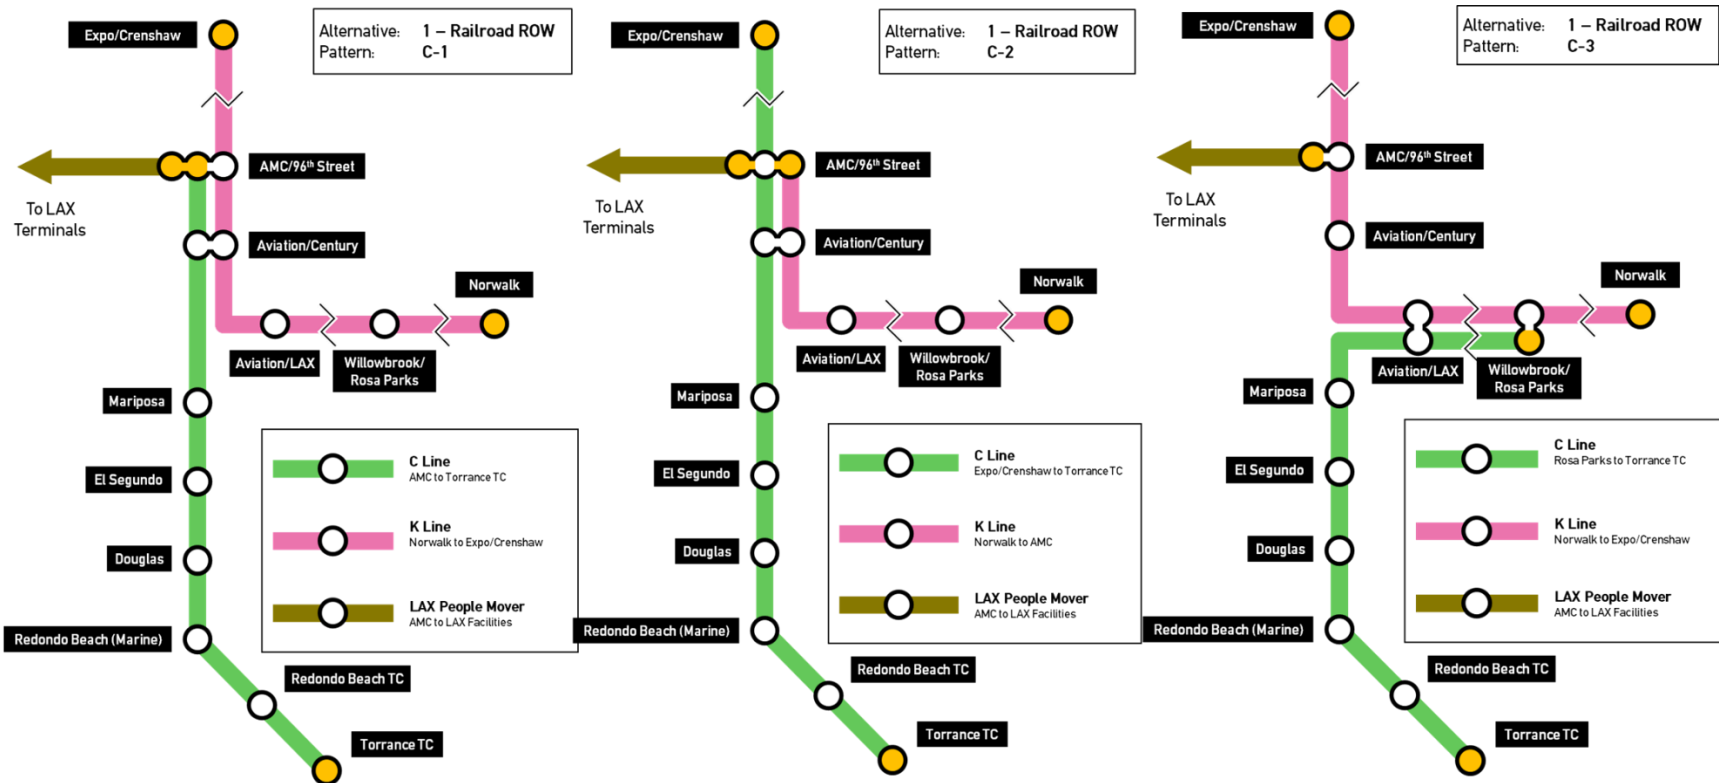 Expo/Crenshaw
Alternative: 1 – Railroad ROW
Pattern: C-1
AMC/96th Street
To LAX
Terminals
Aviation/Century
Norwalk
Aviation/LAX
Willowbrook/
Rosa Parks
Mariposa
El Segundo
Douglas
Redondo Beach (Marine)
Redondo Beach TC
Torrance TC
C Line
AMC to Torrance TC
K Line
Norwalk to Expo/Crenshaw
LAX People Mover
AMC to LAX Facilities
Expo/Crenshaw
Alternative: 1 – Railroad ROW
Pattern: C-2
AMC/96th Street
To LAX
Terminals
Aviation/Century
Norwalk
Aviation/LAX
Willowbrook/
Rosa Parks
Mariposa
El Segundo
Douglas
Redondo Beach (Marine)
Redondo Beach TC
Torrance TC
C Line
Expo/Crenshaw to Torrance TC
K Line
Norwalk to AMC
LAX People Mover
AMC to LAX Facilities
Expo/Crenshaw
Alternative: 1 – Railroad ROW
Pattern: C-3
AMC/96th Street
To LAX
Terminals
Aviation/Century
Norwalk
Aviation/LAX
Willowbrook/
Rosa Parks
Mariposa
El Segundo
Douglas
Redondo Beach (Marine)
Redondo Beach TC
Torrance TC
C Line
Rosa Parks to Torrance TC
K Line
Norwalk to Expo/Crenshaw
LAX People Mover
AMC to LAX Facilities